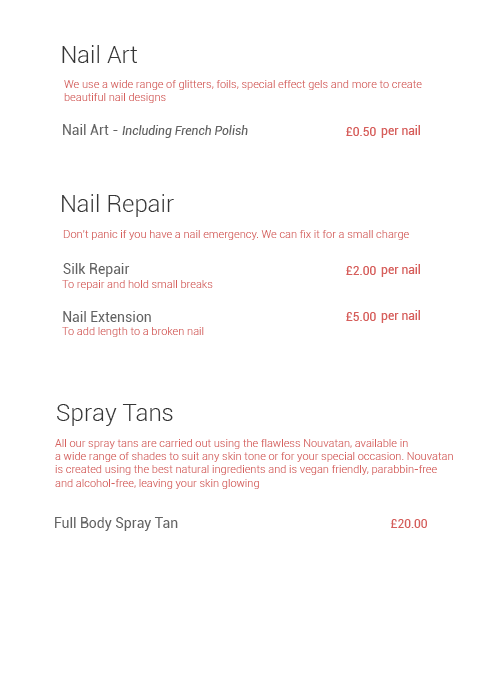 Nail Art
We use a wide range of glitters, foils, special effect gels and more to create
beautiful nail designs
Nail Art - Including French Polish £0.50 per nail
Nail Repair
Don't panic if you have a nail emergency. We can fix it for a small charge
Silk Repair £2.00 per nail
To repair and hold small breaks
Nail Extension £5.00 per nail
To add length to a broken nail
Spray Tans
All our spray tans are carried out using the flawless Nouvatan, available in
a wide range of shades to suit any skin tone or for your special occasion. Nouvatan
is created using the best natural ingredients and is vegan friendly, parabbin-free
and alcohol-free, leaving your skin glowing
Full Body Spray Tan £20.00